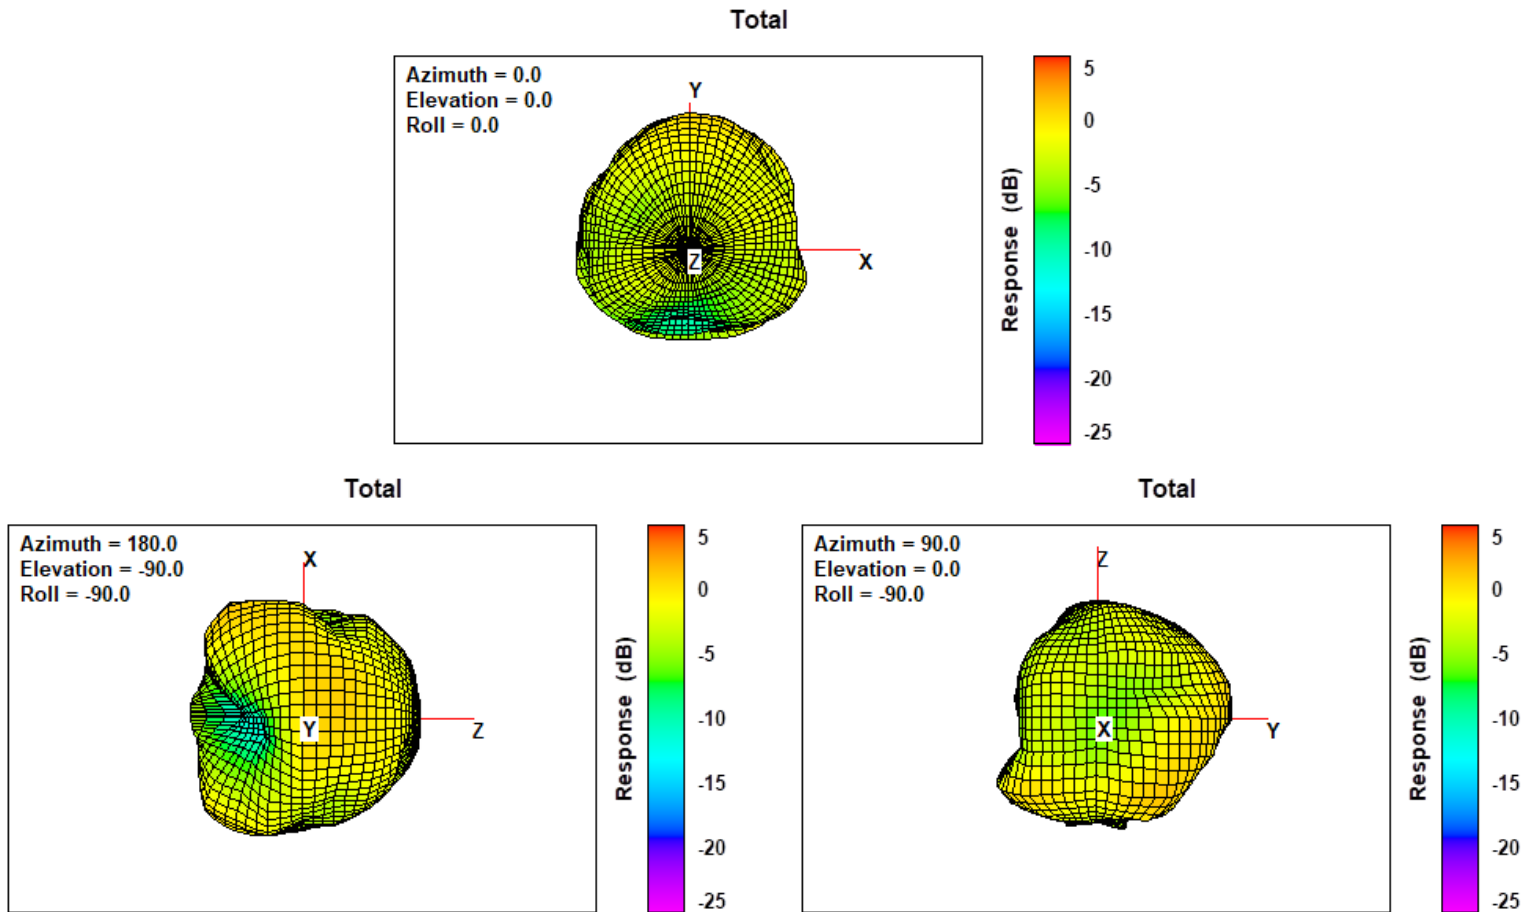 Total
Azimuth = 0.0
Elevation = 0.0
Roll = 0.0
Y
X
Z
Response (dB)
5
0
-5
-10
-15
-20
-25
Total
Azimuth = 180.0
Elevation = -90.0
Roll = -90.0
X
Y
Z
Response (dB)
5
0
-5
-10
-15
-20
-25
Total
Azimuth = 90.0
Elevation = 0.0
Roll = -90.0
Z
X
Y
Response (dB)
5
0
-5
-10
-15
-20
-25